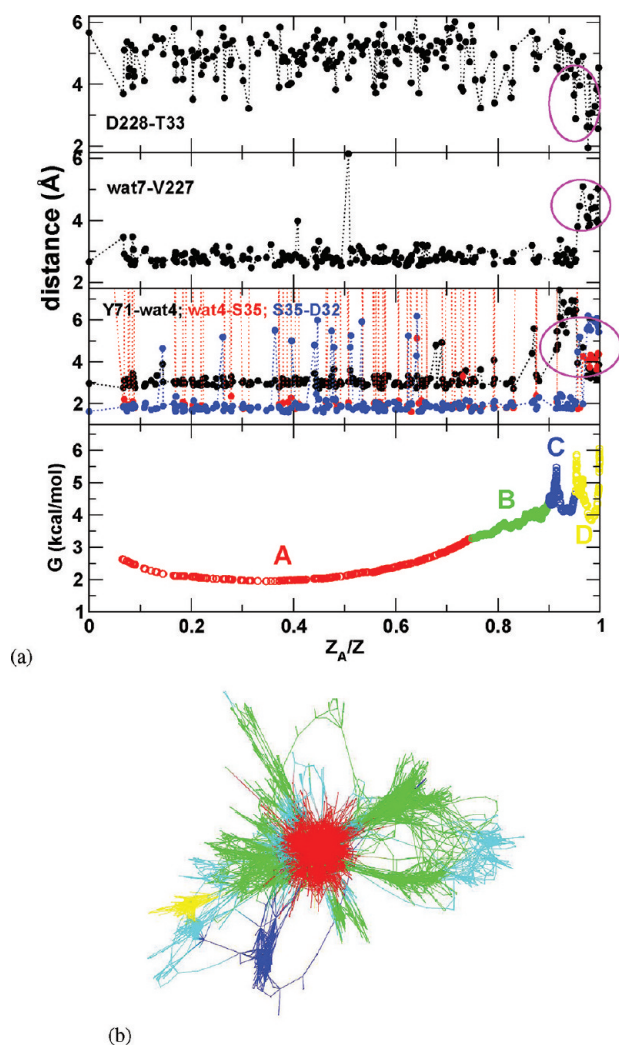 6
4
D228-T33
2
6
wat7-V227
4
2
distance (Å)
Y71-wat4; wat4-S35; S35-D32
6
4
2
6
5
4
3
2
1
G (kcal/mol)
A
B
C
D
0
0.2
0.4
0.6
0.8
1
Z_A/Z
(a)
(b)